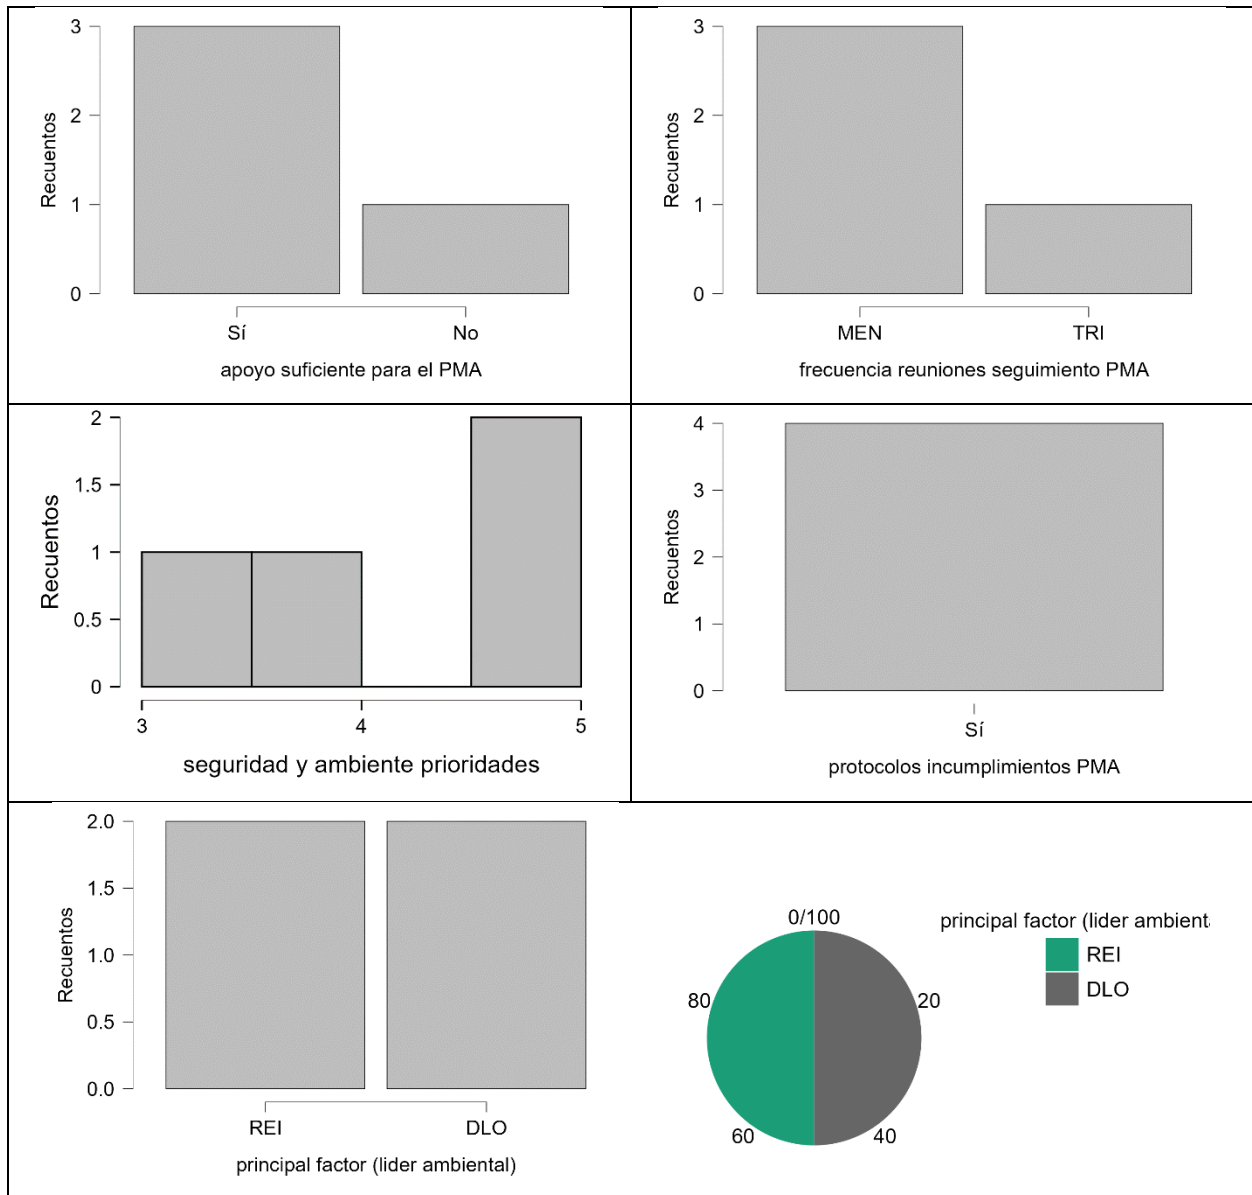 3
2
1
0
Recuentos
Sí
No
apoyo suficiente para el PMA
3
2
1
0
Recuentos
MEN
TRI
frecuencia reuniones seguimiento PMA
2
1.5
1
0.5
0
Recuentos
3
4
5
seguridad y ambiente prioridades
4
3
2
1
0
Recuentos
Sí
protocolos incumplimientos PMA
2.0
1.5
1.0
0.5
0.0
Recuentos
REI
DLO
principal factor (lider ambiental)
0/100
20
40
60
80
principal factor (lider ambienta
REI
DLO